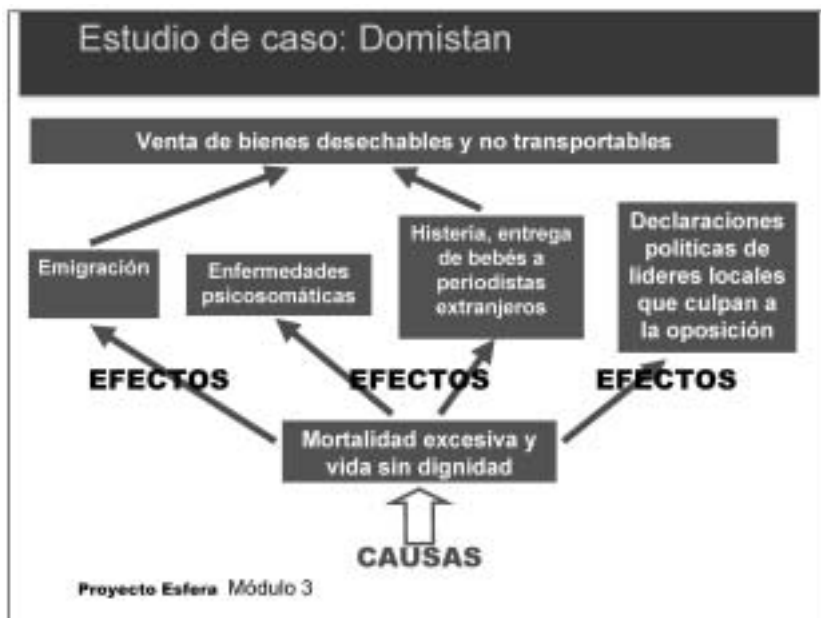 Estudio de caso: Domistan
Venta de bienes desechables y no transportables
Emigración
Enfermedades
psicosomáticas
Histeria, entrega
de bebés a
periodistas
extranjeros
Declaraciones
políticas de
líderes locales
que culpan a
la oposición
EFECTOS
EFECTOS
EFECTOS
Mortalidad excesiva y
vida sin dignidad
CAUSAS
Proyecto Esfera Módulo 3